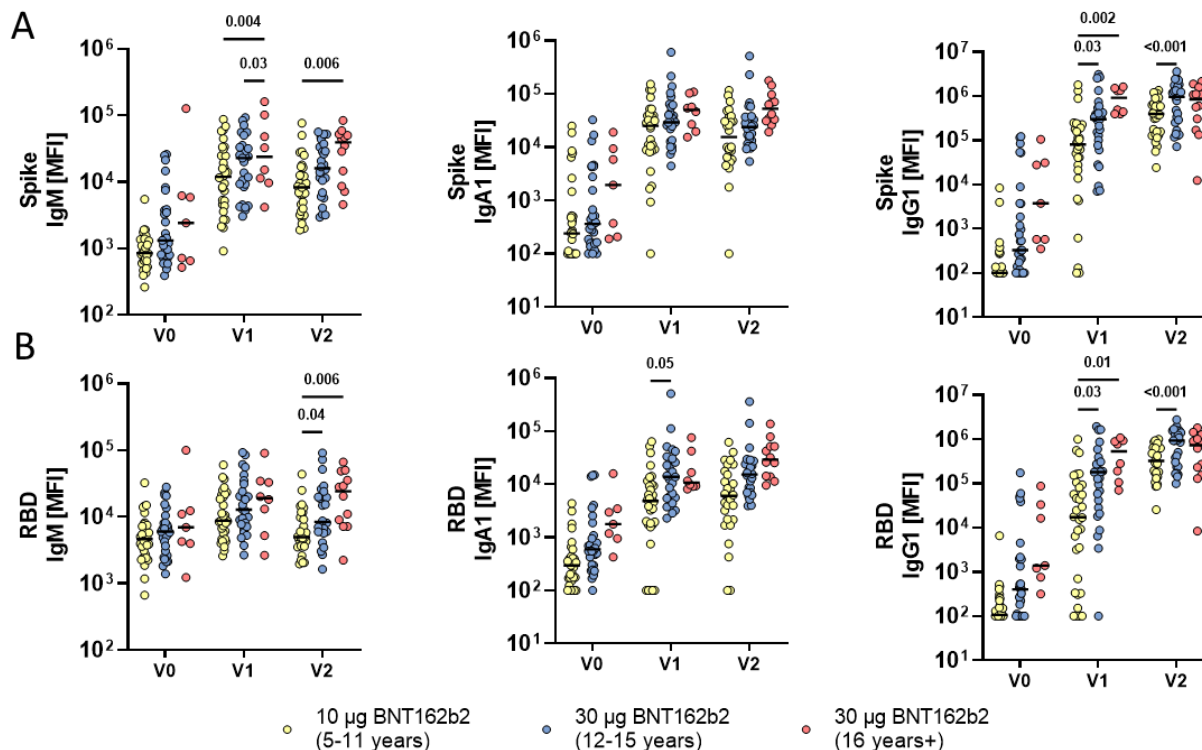 A
Spike
IgM [MFI]
10⁶
10⁵
10⁴
10³
10²
0.004
0.03
0.006
V0 V1 V2
Spike
IgA1 [MFI]
10⁶
10⁵
10⁴
10³
10²
10¹
V0 V1 V2
Spike
IgG1 [MFI]
10⁷
10⁶
10⁵
10⁴
10³
10²
10¹
0.002
0.03 <0.001
V0 V1 V2
B
RBD
IgM [MFI]
10⁶
10⁵
10⁴
10³
10²
0.006
0.04
V0 V1 V2
RBD
IgA1 [MFI]
10⁶
10⁵
10⁴
10³
10²
10¹
0.05
V0 V1 V2
RBD
IgG1 [MFI]
10⁷
10⁶
10⁵
10⁴
10³
10²
10¹
0.01
0.03 <0.001
V0 V1 V2
10 µg BNT162b2
(5-11 years)
30 µg BNT162b2
(12-15 years)
30 µg BNT162b2
(16 years+)